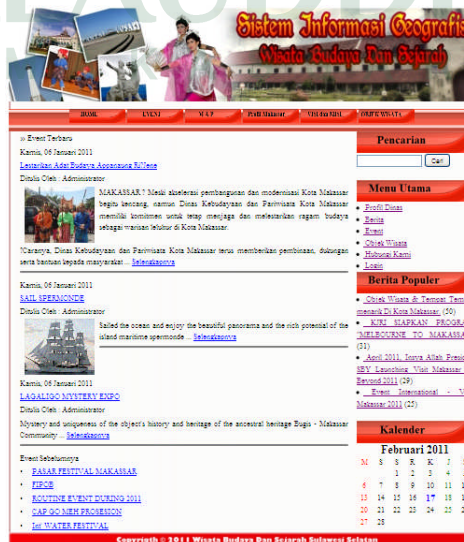 Sistem Informasi Geografis
Wisata Budaya Dan Sejarah
HOME EVENT M A P Profil Makassar VISI dan MISI OBJEK WISATA
» Event Terbaru
Kamis, 06 Januari 2011
Lestarikan Adat Budaya Appanaung Ri'Jene
Ditulis Oleh : Administrator
MAKASSAR? Meski akselerasi pembangunan dan modernisasi Kota Makassar
begitu kencang, namun Dinas Kebudayaan dan Pariwisata Kota Makassar
memiliki komitmen untuk tetap menjaga dan melestarikan ragam budaya
sebagai warisan leluhur di Kota Makassar.
?Caranya, Dinas Kebudayaan dan Pariwisata Kota Makassar terus memberikan pembinaan, dukungan
serta bantuan kepada masyarakat ... Selengkapnya
Kamis, 06 Januari 2011
SAIL SPERMONDE
Ditulis Oleh : Administrator
Sailed the ocean and enjoy the beautiful panorama and the rich potential of the
island maritime spermonde .. Selengkapnya
Kamis, 06 Januari 2011
LAGALIGO MYSTERY EXPO
Ditulis Oleh : Administrator
Mystery and uniqueness of the object's history and heritage of the ancestral heritage Bugis - Makassar
Community ... Selengkapnya
Event Sebelumnya
• PASAR FESTIVAL MAKASSAR
• FIPOB
• ROUTINE EVENT DURING 2011
• CAP GO MEH PROSESION
• Int. WATER FESTIVAL
Pencarian
Cari
Menu Utama
• Profil Dinas
• Berita
• Event
• Objek Wisata
• Hubungi Kami
• Login
Berita Populer
• Objek Wisata & Tempat Tem
menarik Di Kota Makassar. (50)
• KJRI SIAPKAN PROGRA
"MELBOURNE TO MAKASSA
(31)
• April 2011, Insya Allah Presid
SBY Launching Visit Makassar
Beyond 2011 (29)
• Event International - V
Makassar 2011 (25)
Kalender
Februari 2011
M S S R K J
1 2 3 4
6 7 8 9 10 11 1
13 14 15 16 17 18 1
20 21 22 23 24 25 2
27 28
Copyrigth © 2011 Wisata Budaya Dan Sejarah Sulawesi Selatan